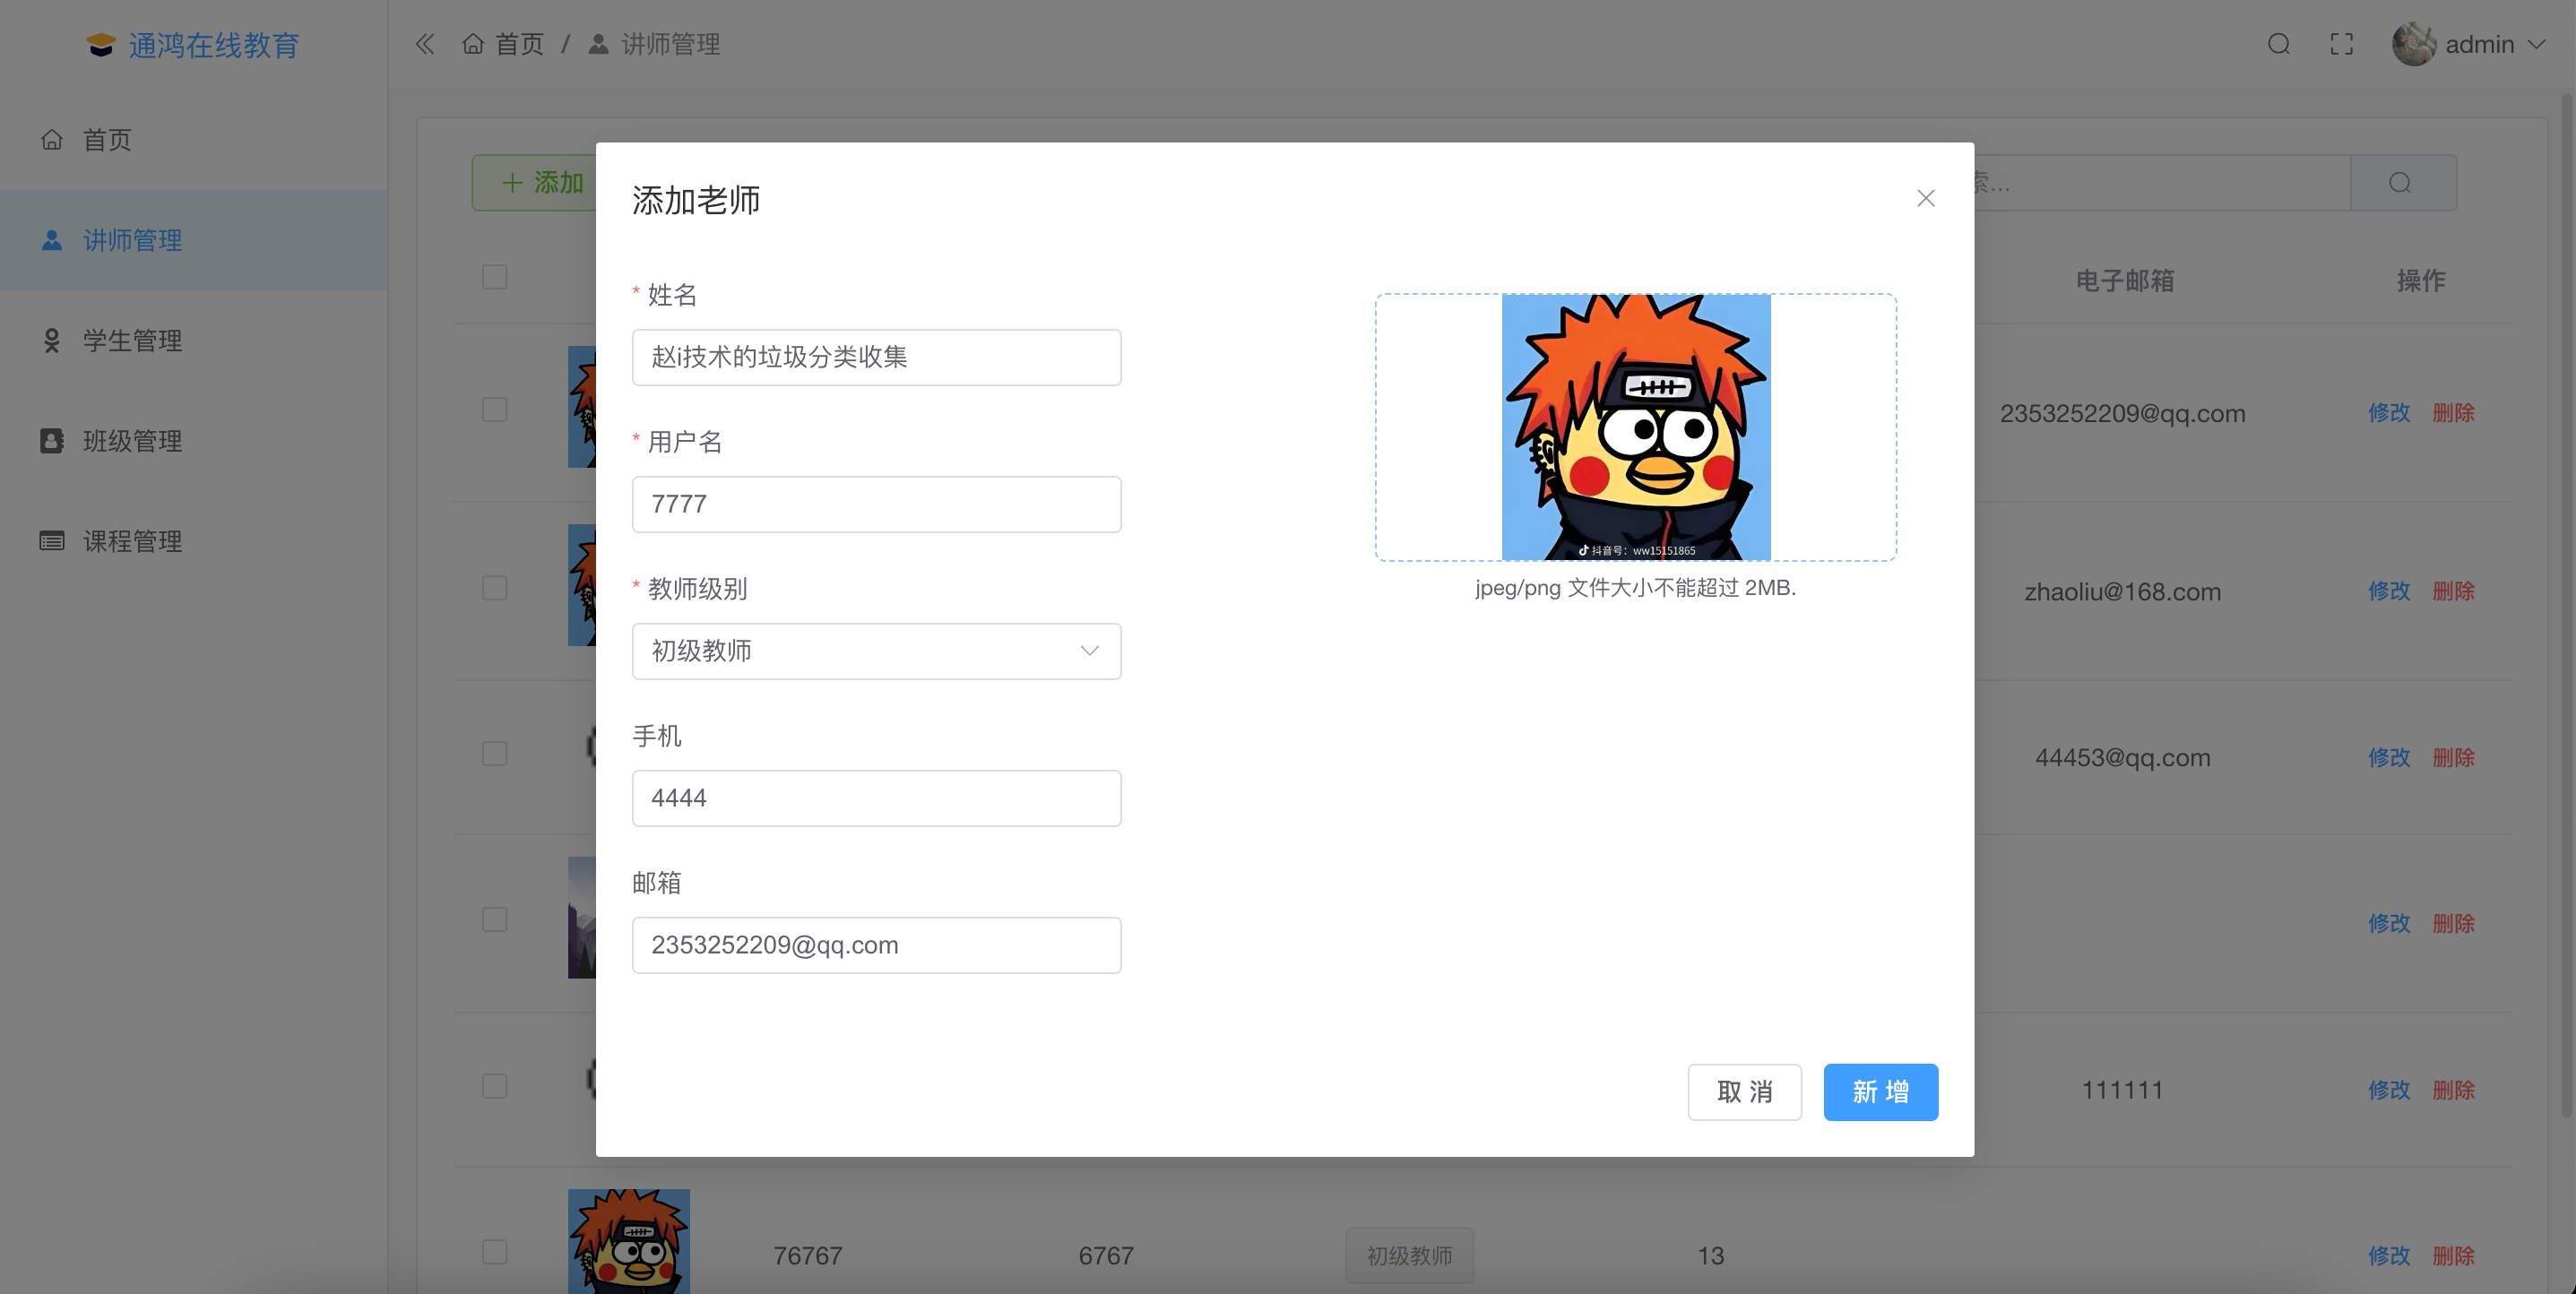 通鸿在线教育
首页 / 讲师管理
admin
首页
讲师管理
学生管理
班级管理
课程管理
添加
索...
电子邮箱 操作
2353252209@qq.com 修改 删除
zhaoliu@168.com 修改 删除
44453@qq.com 修改 删除
修改 删除
111111 修改 删除
76767 6767 初级教师 13 修改 删除
添加老师
* 姓名
赵i技术的垃圾分类收集
* 用户名
7777
* 教师级别
初级教师
手机
4444
邮箱
2353252209@qq.com
抖音号：ww15151865
jpeg/png 文件大小不能超过 2MB.
取 消
新 增